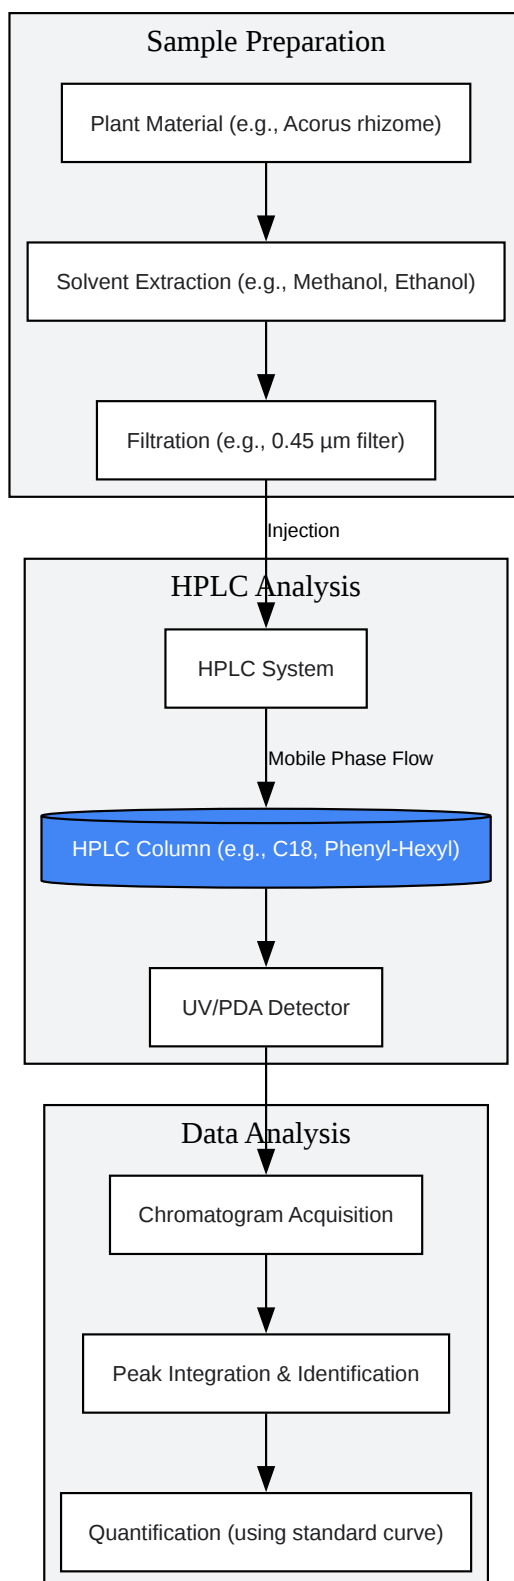 Sample Preparation
Plant Material (e.g., Acorus rhizome)
Solvent Extraction (e.g., Methanol, Ethanol)
Filtration (e.g., 0.45 µm filter)
Injection
HPLC Analysis
HPLC System
Mobile Phase Flow
HPLC Column (e.g., C18, Phenyl-Hexyl)
UV/PDA Detector
Data Analysis
Chromatogram Acquisition
Peak Integration & Identification
Quantification (using standard curve)